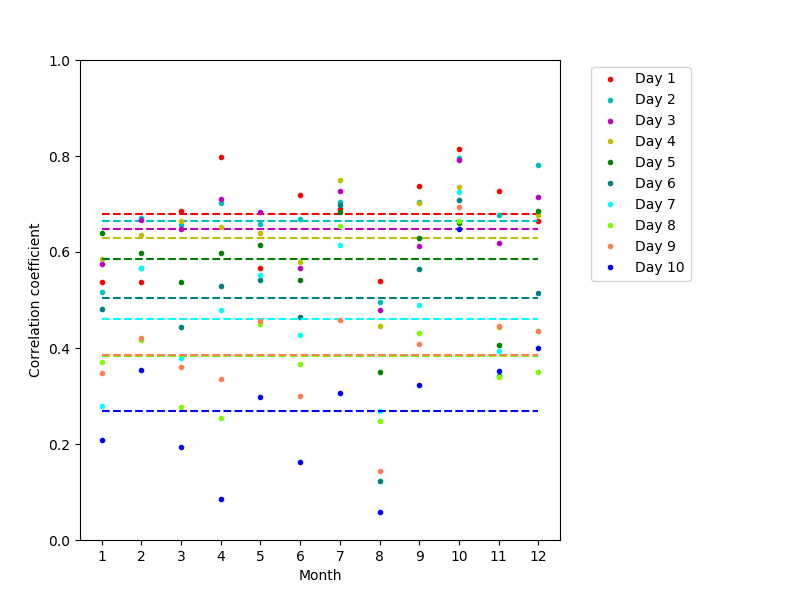 1.0
0.8
0.6
0.4
0.2
0.0
Correlation coefficient
1 2 3 4 5 6 7 8 9 10 11 12
Month
Day 1
Day 2
Day 3
Day 4
Day 5
Day 6
Day 7
Day 8
Day 9
Day 10